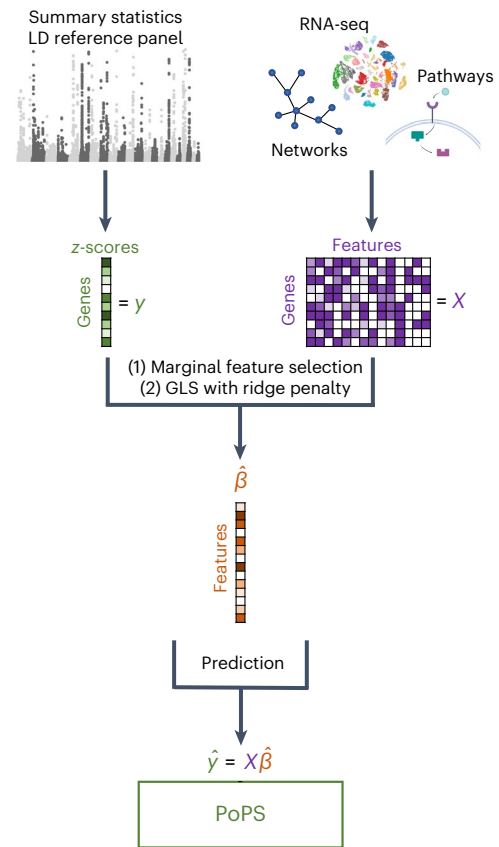 Summary statistics
LD reference panel
RNA-seq
Pathways
Networks
z-scores
Genes
= y
Features
Genes
= X
(1) Marginal feature selection
(2) GLS with ridge penalty
β̂
Features
Prediction
ŷ = Xβ̂
PoPS